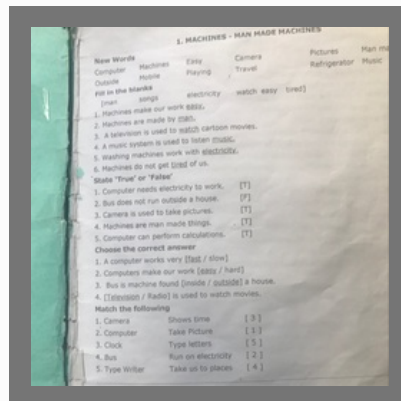 1. MACHINES - MAN MADE MACHINES
New Words
Computer Machines Easy Camera Pictures Man
Outside Mobile Playing Travel Refrigerator Music
Fill in the blanks
[man songs electricity watch easy tired]
1. Machines make our work easy.
2. Machines are made by man.
3. A television is used to watch cartoon movies.
4. A music system is used to listen music.
5. Washing machines work with electricity.
6. Machines do not get tired of us.
State 'True' or 'False'
1. Computer needs electricity to work. [T]
2. Bus does not run outside a house. [F]
3. Camera is used to take pictures. [T]
4. Machines are man made things. [T]
5. Computer can perform calculations. [T]
Choose the correct answer
1. A computer works very [fast / slow]
2. Computers make our work [easy / hard]
3. Bus is machine found [inside / outside] a house.
4. [Television / Radio] is used to watch movies.
Match the following
1. Camera Shows time [ 3 ]
2. Computer Take Picture [ 1 ]
3. Clock Type letters [ 5 ]
4. Bus Run on electricity [ 2 ]
5. Type Writer Take us to places [ 4 ]